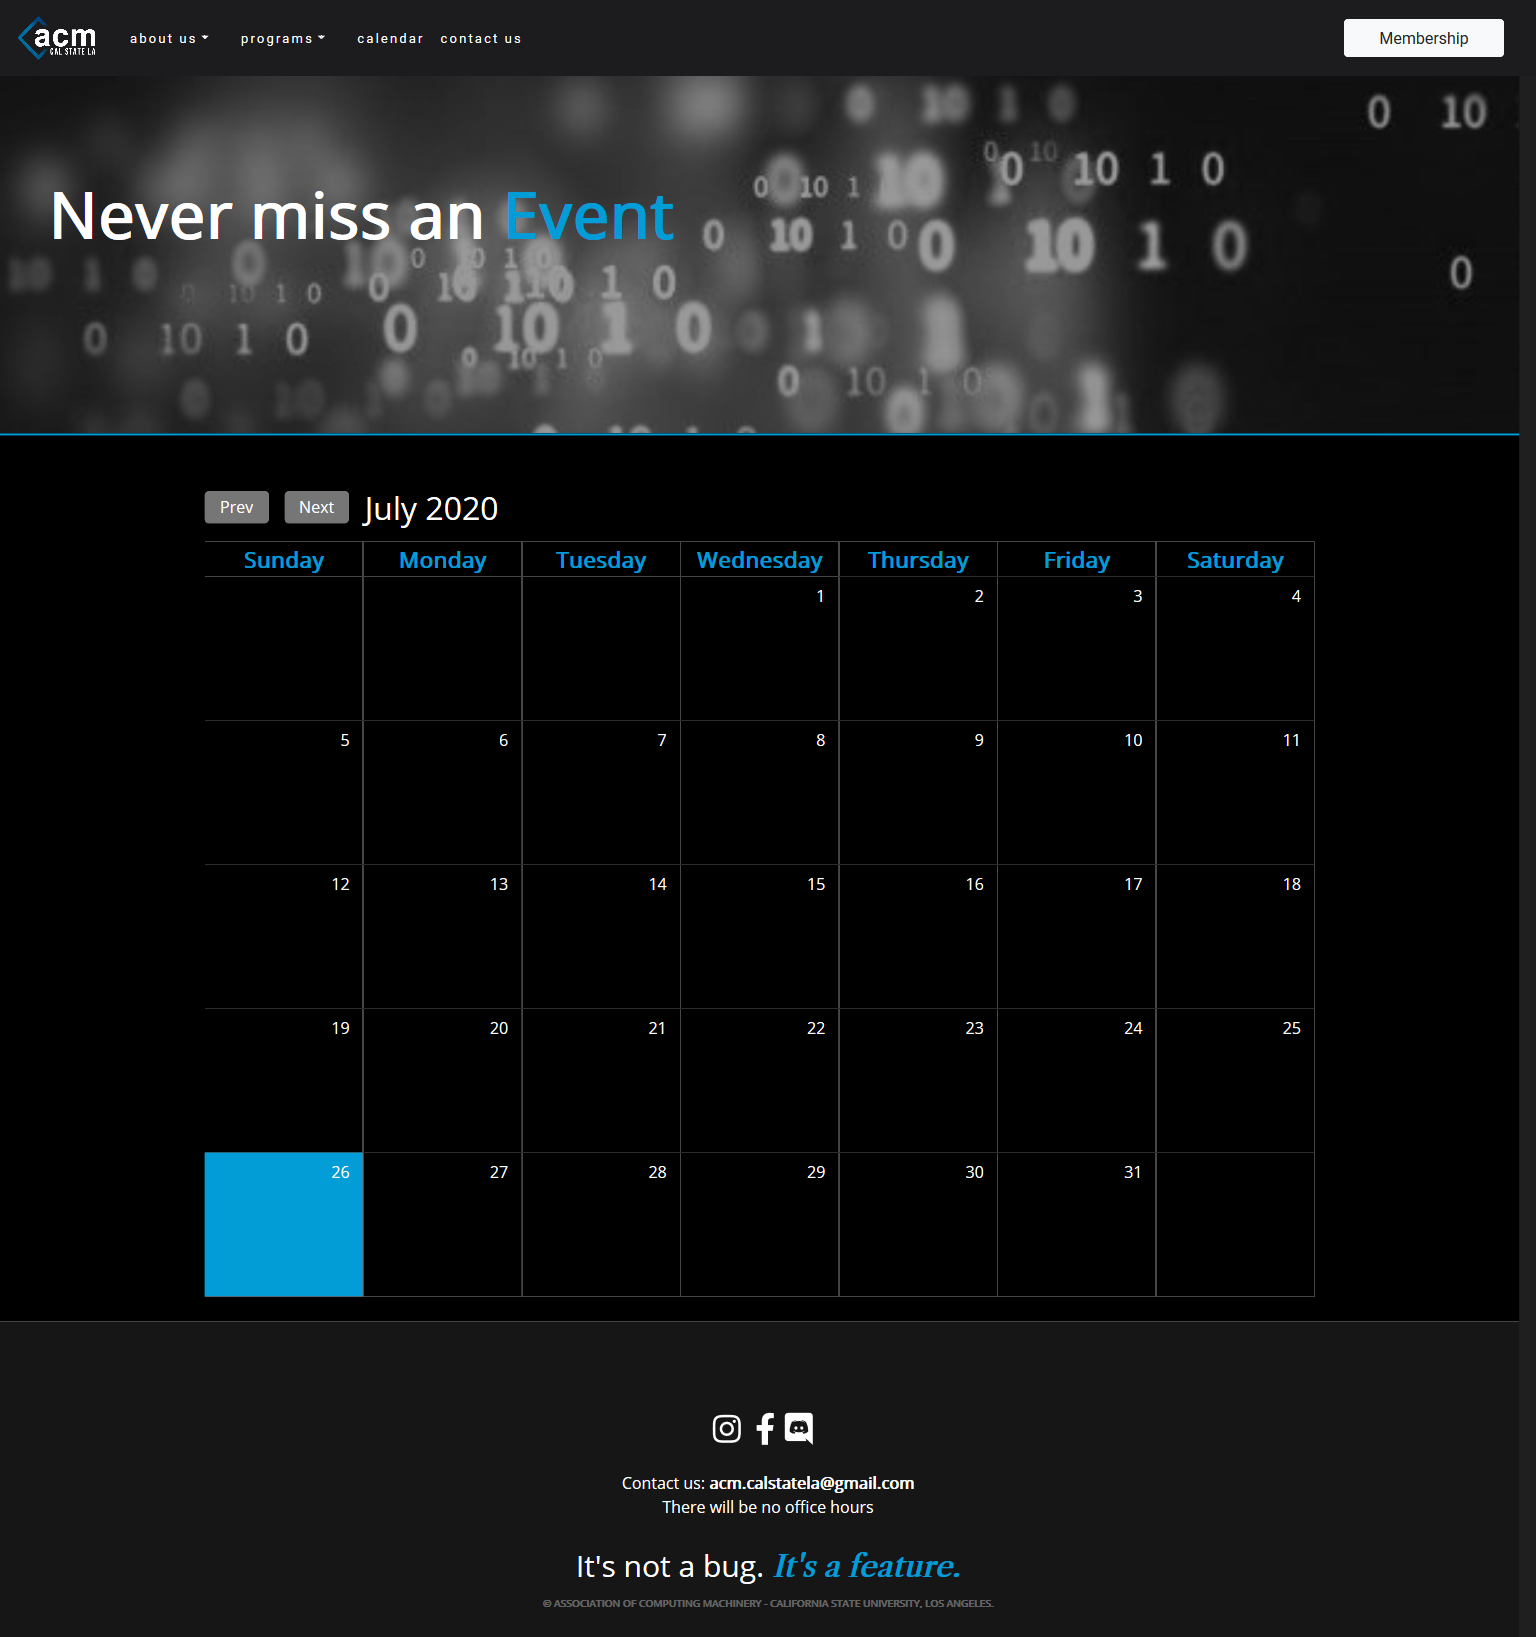 acm
CAL STATE LA
about us programs calendar contact us Membership
Never miss an Event
Prev Next July 2020
Sunday Monday Tuesday Wednesday Thursday Friday Saturday
1 2 3 4
5 6 7 8 9 10 11
12 13 14 15 16 17 18
19 20 21 22 23 24 25
26 27 28 29 30 31
Contact us: acm.calstatela@gmail.com
There will be no office hours
It's not a bug. It's a feature.
© ASSOCIATION OF COMPUTING MACHINERY - CALIFORNIA STATE UNIVERSITY, LOS ANGELES.